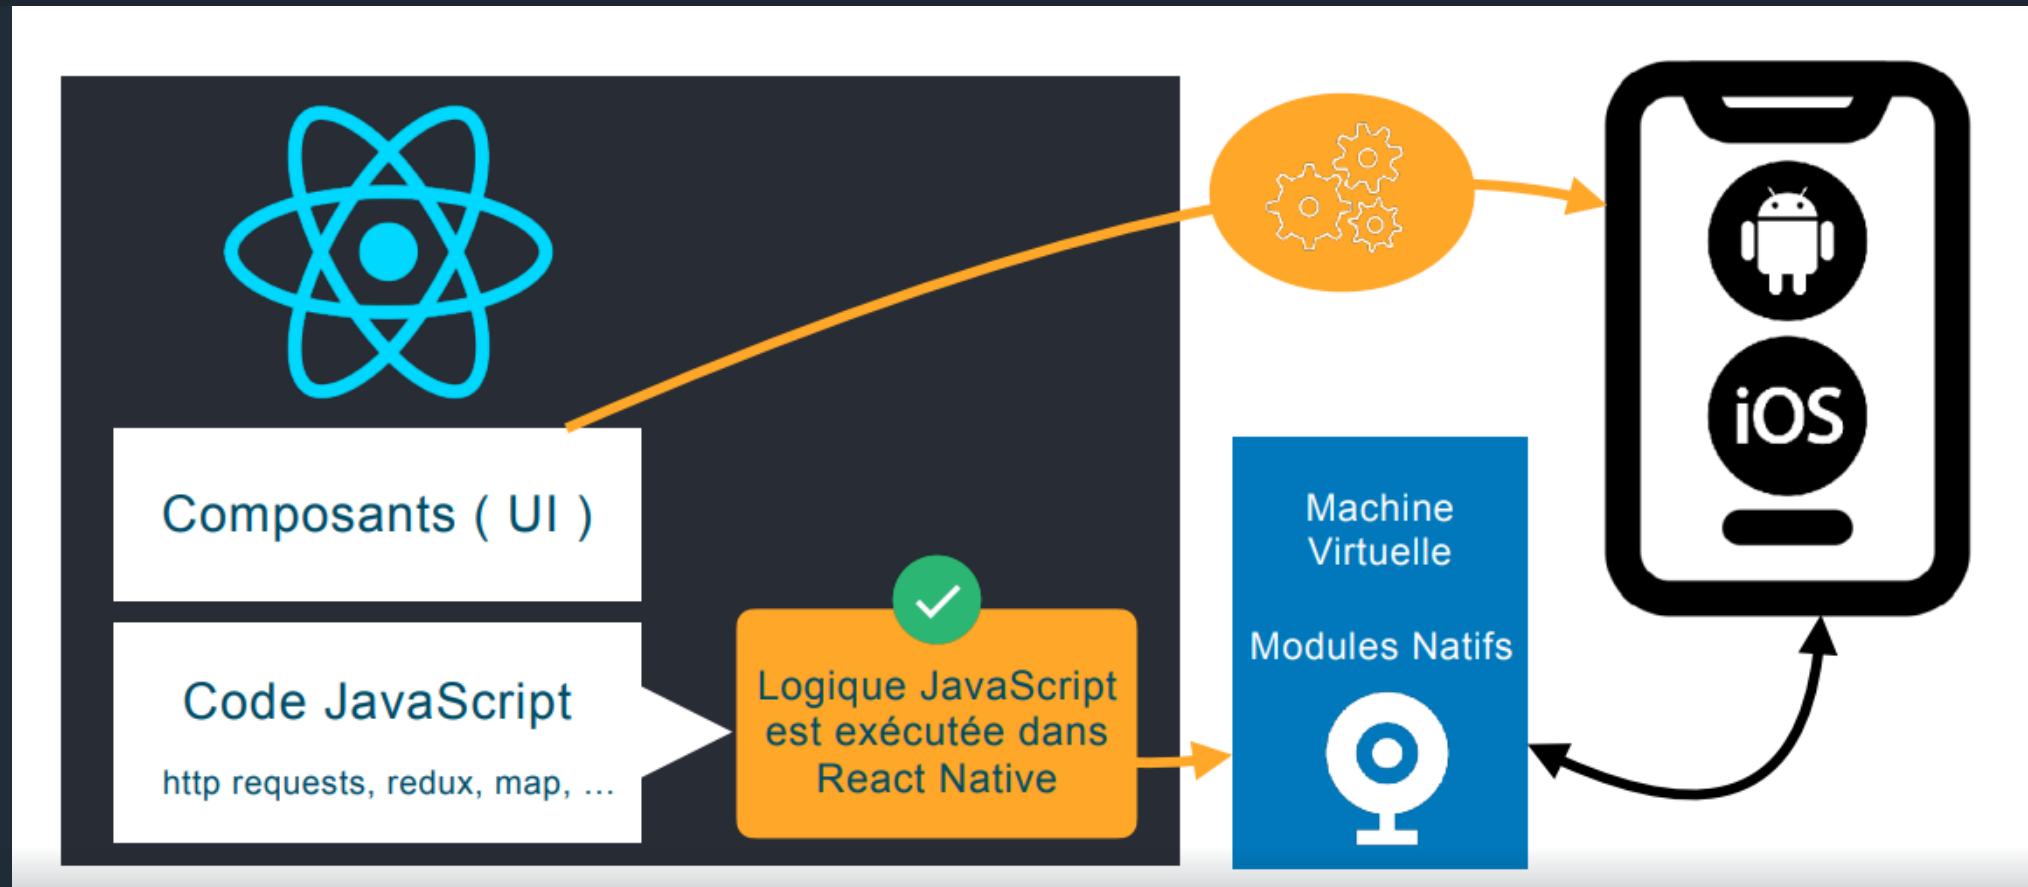 Composants ( UI )
Code JavaScript
http requests, redux, map, ...
Logique JavaScript
est exécutée dans
React Native
Machine
Virtuelle
Modules Natifs
iOS